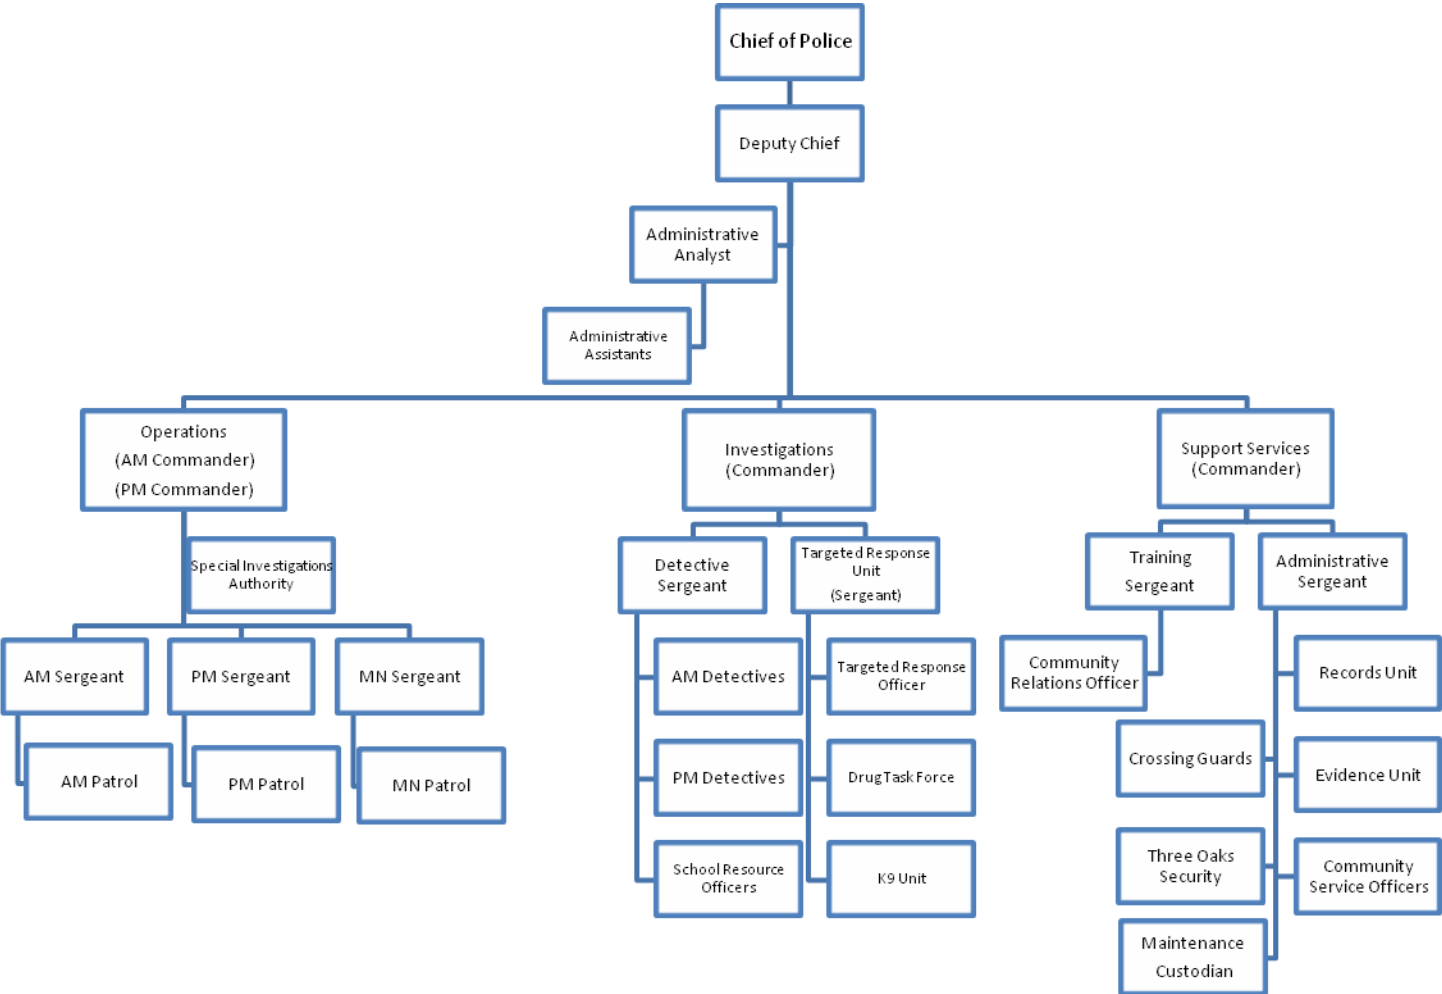 Chief of Police
Deputy Chief
Administrative
Analyst
Administrative
Assistants
Operations
(AM Commander)
(PM Commander)
Investigations
(Commander)
Support Services
(Commander)
Special Investigations
Authority
Detective
Sergeant
Targeted Response
Unit
(Sergeant)
Training
Sergeant
Administrative
Sergeant
AM Sergeant
PM Sergeant
MN Sergeant
AM Detectives
Targeted Response
Officer
Community
Relations Officer
Records Unit
AM Patrol
PM Patrol
MN Patrol
PM Detectives
Drug Task Force
Crossing Guards
Evidence Unit
School Resource
Officers
K9 Unit
Three Oaks
Security
Community
Service Officers
Maintenance
Custodian